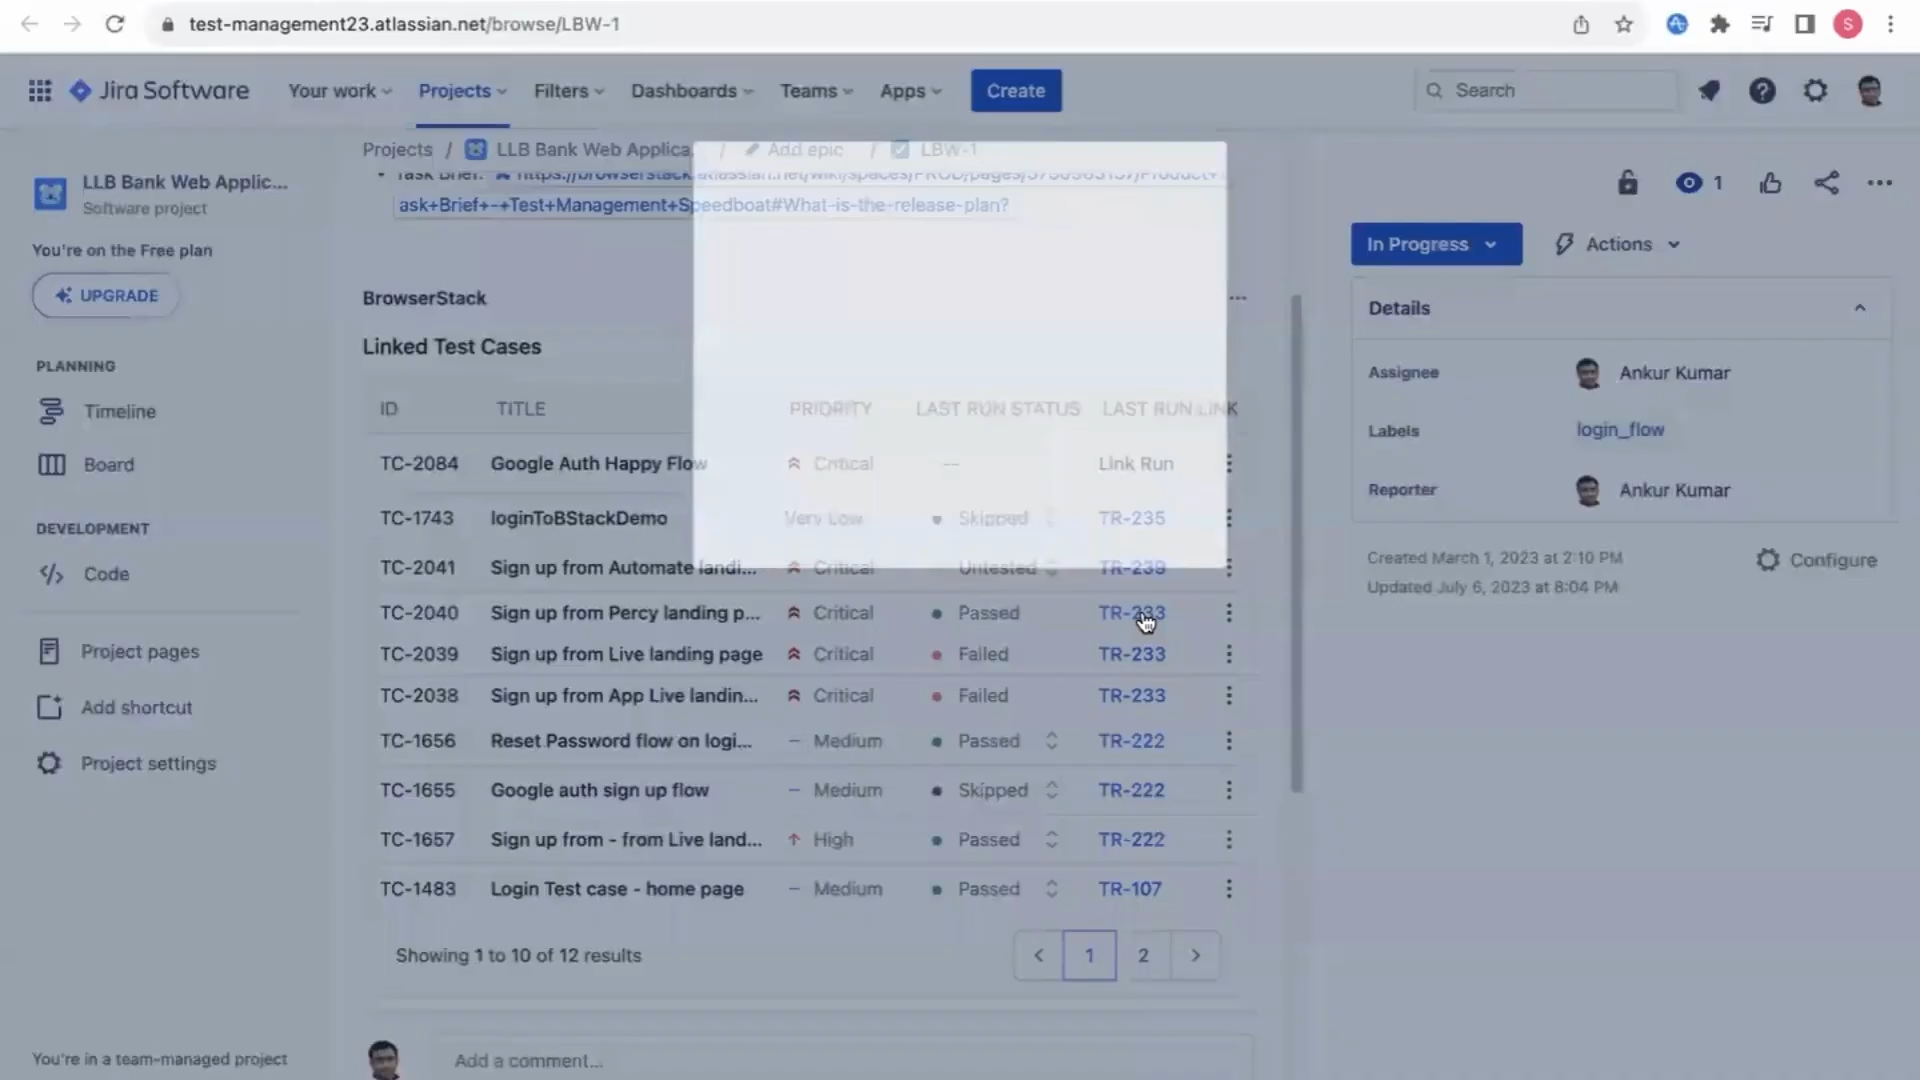 test-management23.atlassian.net/browse/LBW-1
S
Jira Software Your work Projects Filters Dashboards Teams Apps Create Search
Projects / LLB Bank Web Applica... / Add epic / LBW-1
LLB Bank Web Applic...
Software project
You're on the Free plan
UPGRADE
PLANNING
Timeline
Board
DEVELOPMENT
Code
Project pages
Add shortcut
Project settings
You're in a team-managed project
Task Brief:
ask+Brief+-+Test+Management+Speedboat#What-is-the-release-plan?
BrowserStack
Linked Test Cases
ID TITLE PRIORITY LAST RUN STATUS LAST RUN LINK
TC-2084 Google Auth Happy Flow Critical -- Link Run
TC-1743 loginToBStackDemo Very Low Skipped TR-235
TC-2041 Sign up from Automate landi... Critical Untested TR-239
TC-2040 Sign up from Percy landing p... Critical Passed TR-233
TC-2039 Sign up from Live landing page Critical Failed TR-233
TC-2038 Sign up from App Live landin... Critical Failed TR-233
TC-1656 Reset Password flow on logi... Medium Passed TR-222
TC-1655 Google auth sign up flow Medium Skipped TR-222
TC-1657 Sign up from - from Live land... High Passed TR-222
TC-1483 Login Test case - home page Medium Passed TR-107
Showing 1 to 10 of 12 results
1 2
Add a comment...
1
In Progress Actions
Details
Assignee Ankur Kumar
Labels login_flow
Reporter Ankur Kumar
Created March 1, 2023 at 2:10 PM
Updated July 6, 2023 at 8:04 PM
Configure